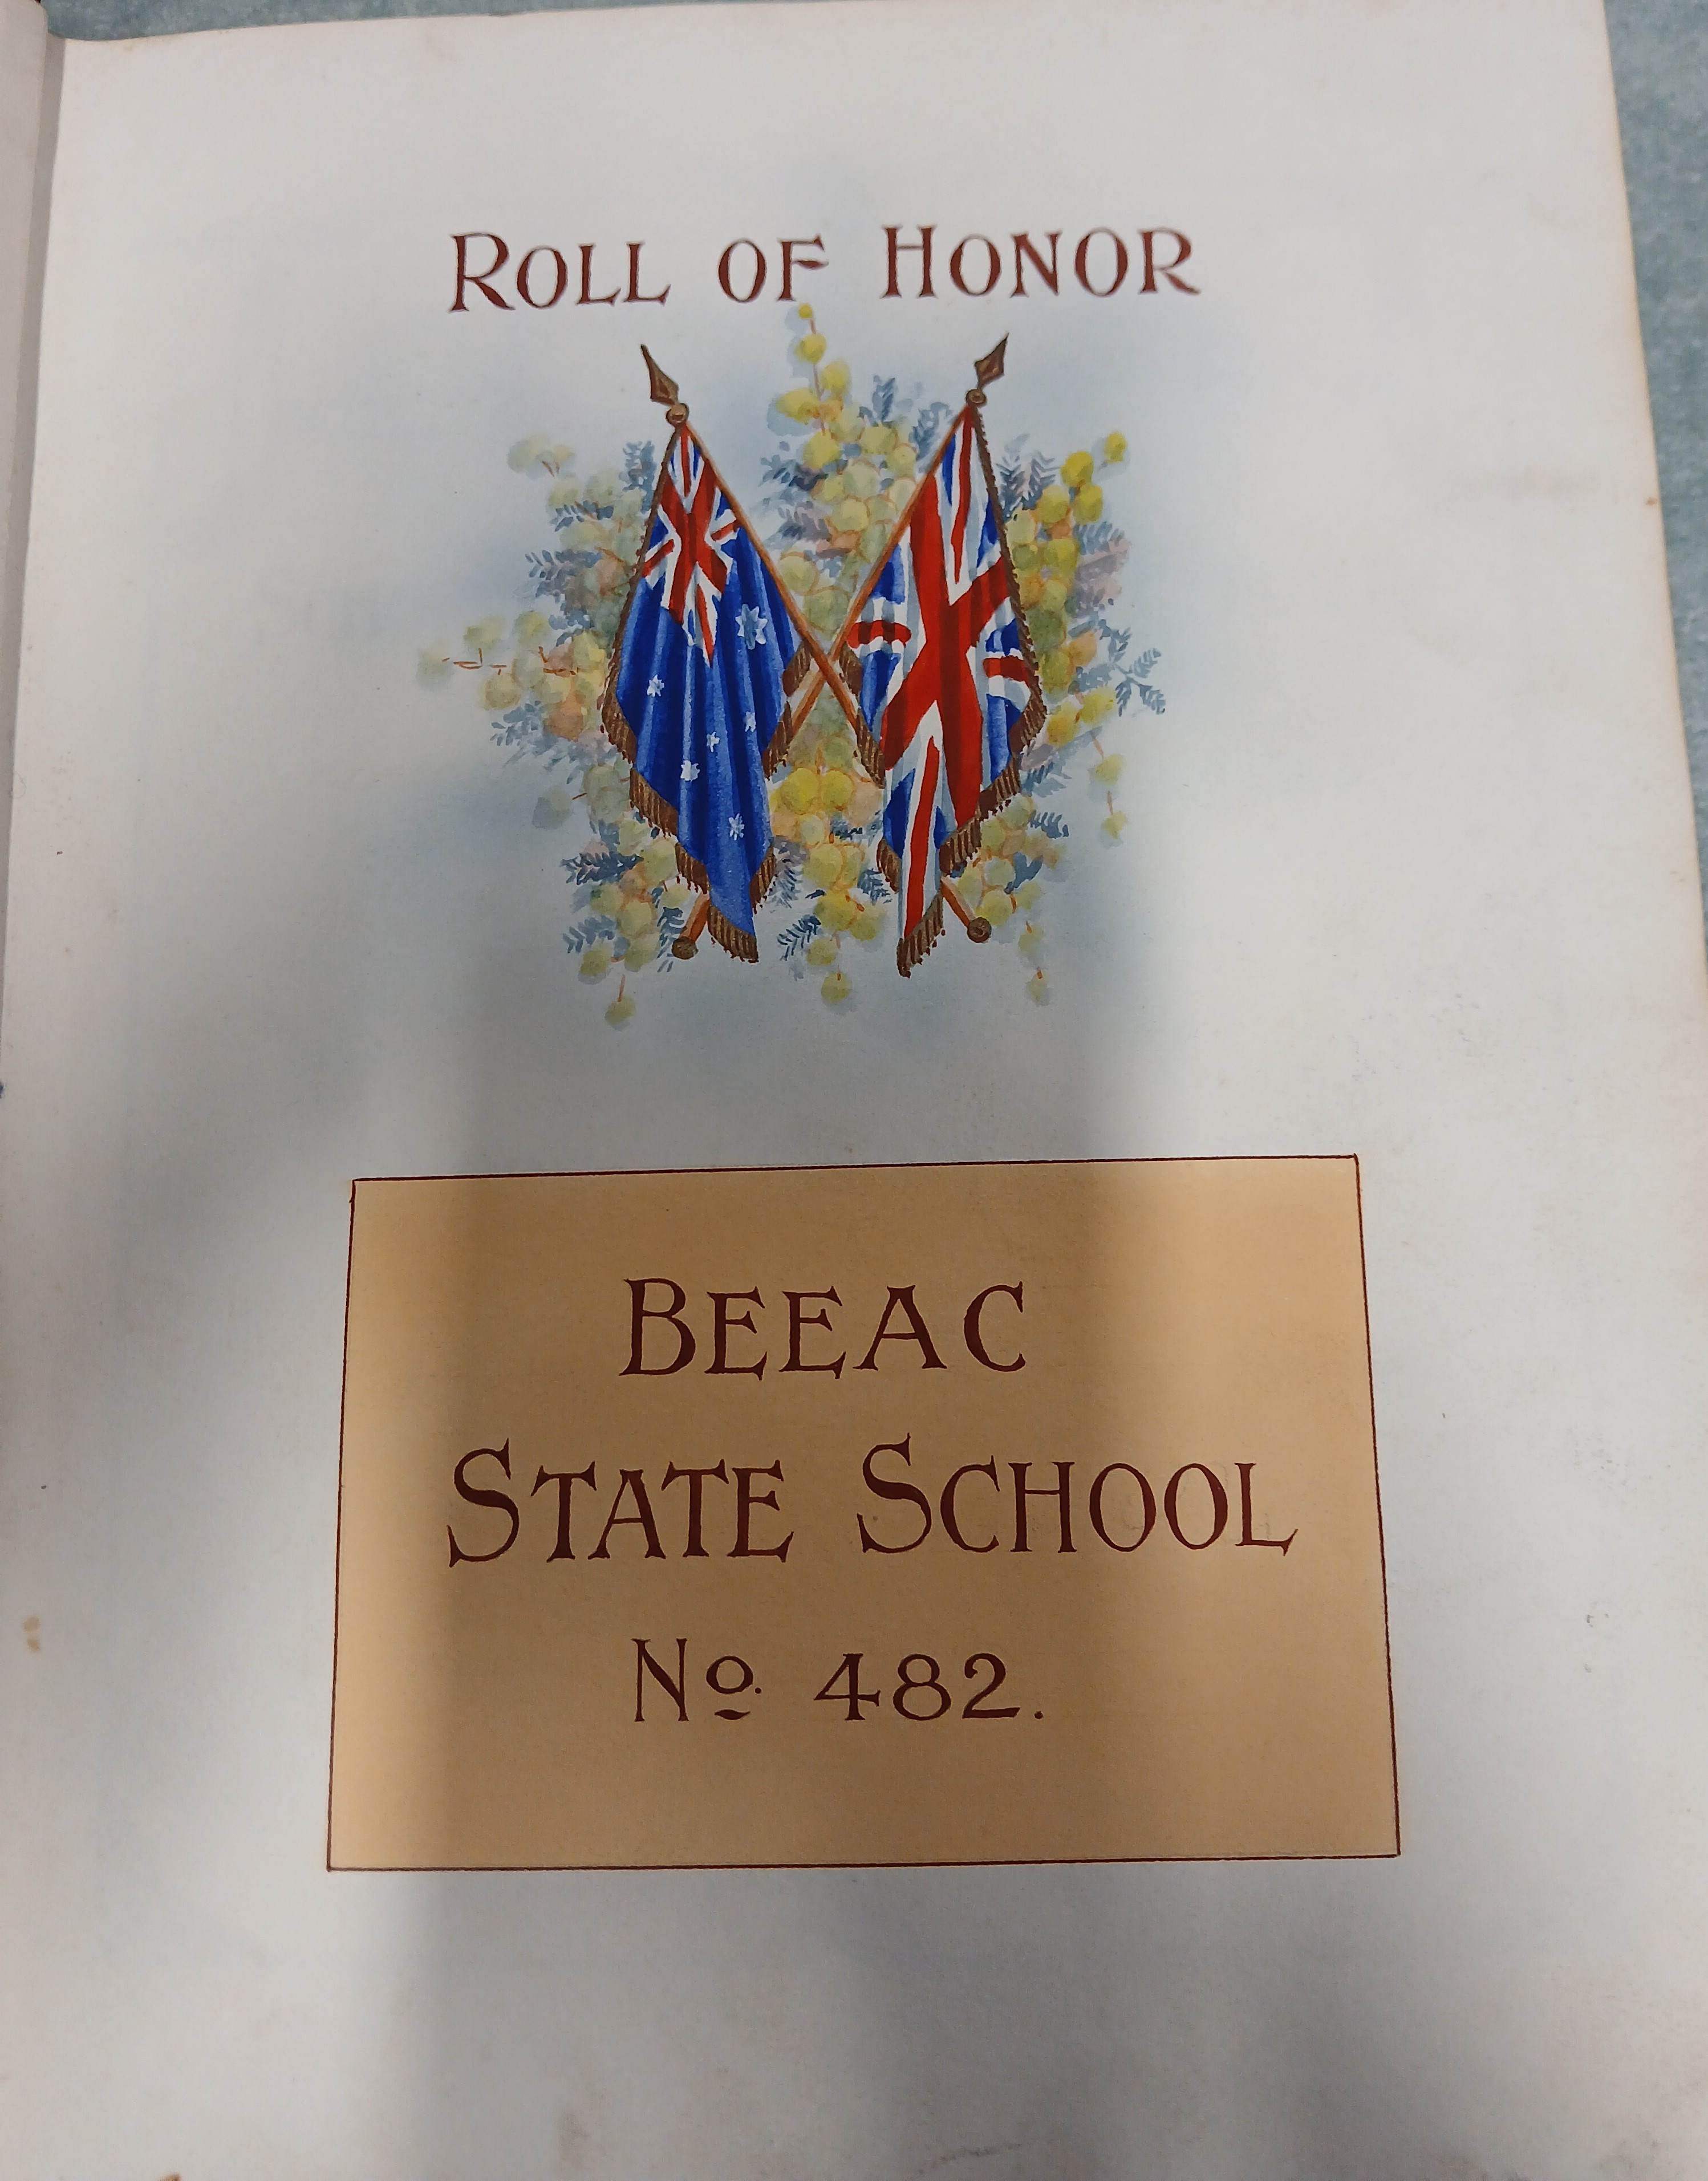 ROLL OF HONOR
BEEAC
STATE SCHOOL
No. 482.